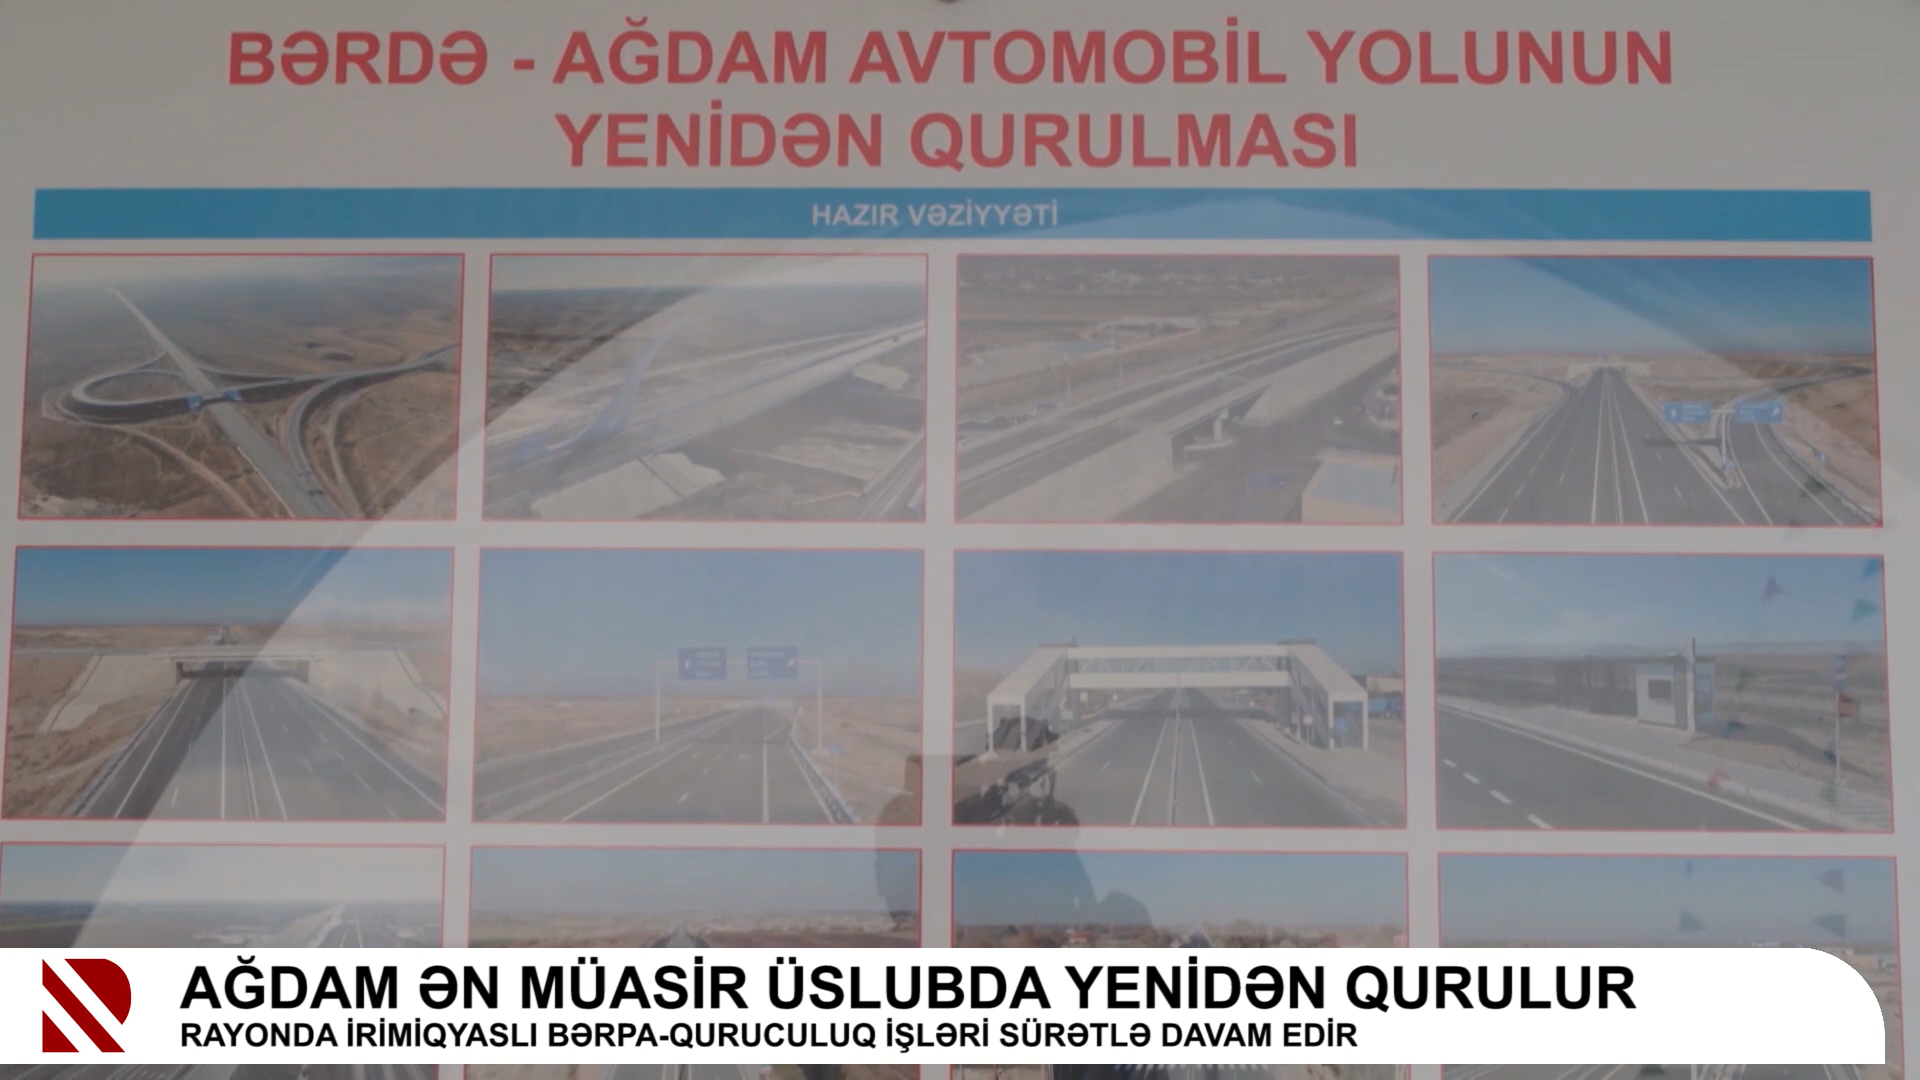 BƏRDƏ - AĞDAM AVTOMOBİL YOLUNUN
YENİDƏN QURULMASI
HAZIR VƏZİYYƏTİ
AĞDAM ƏN MÜASİR ÜSLUBDA YENİDƏN QURULUR
RAYONDA İRİMİQYASLI BƏRPA-QURUCULUQ İŞLƏRİ SÜRƏTLƏ DAVAM EDİR